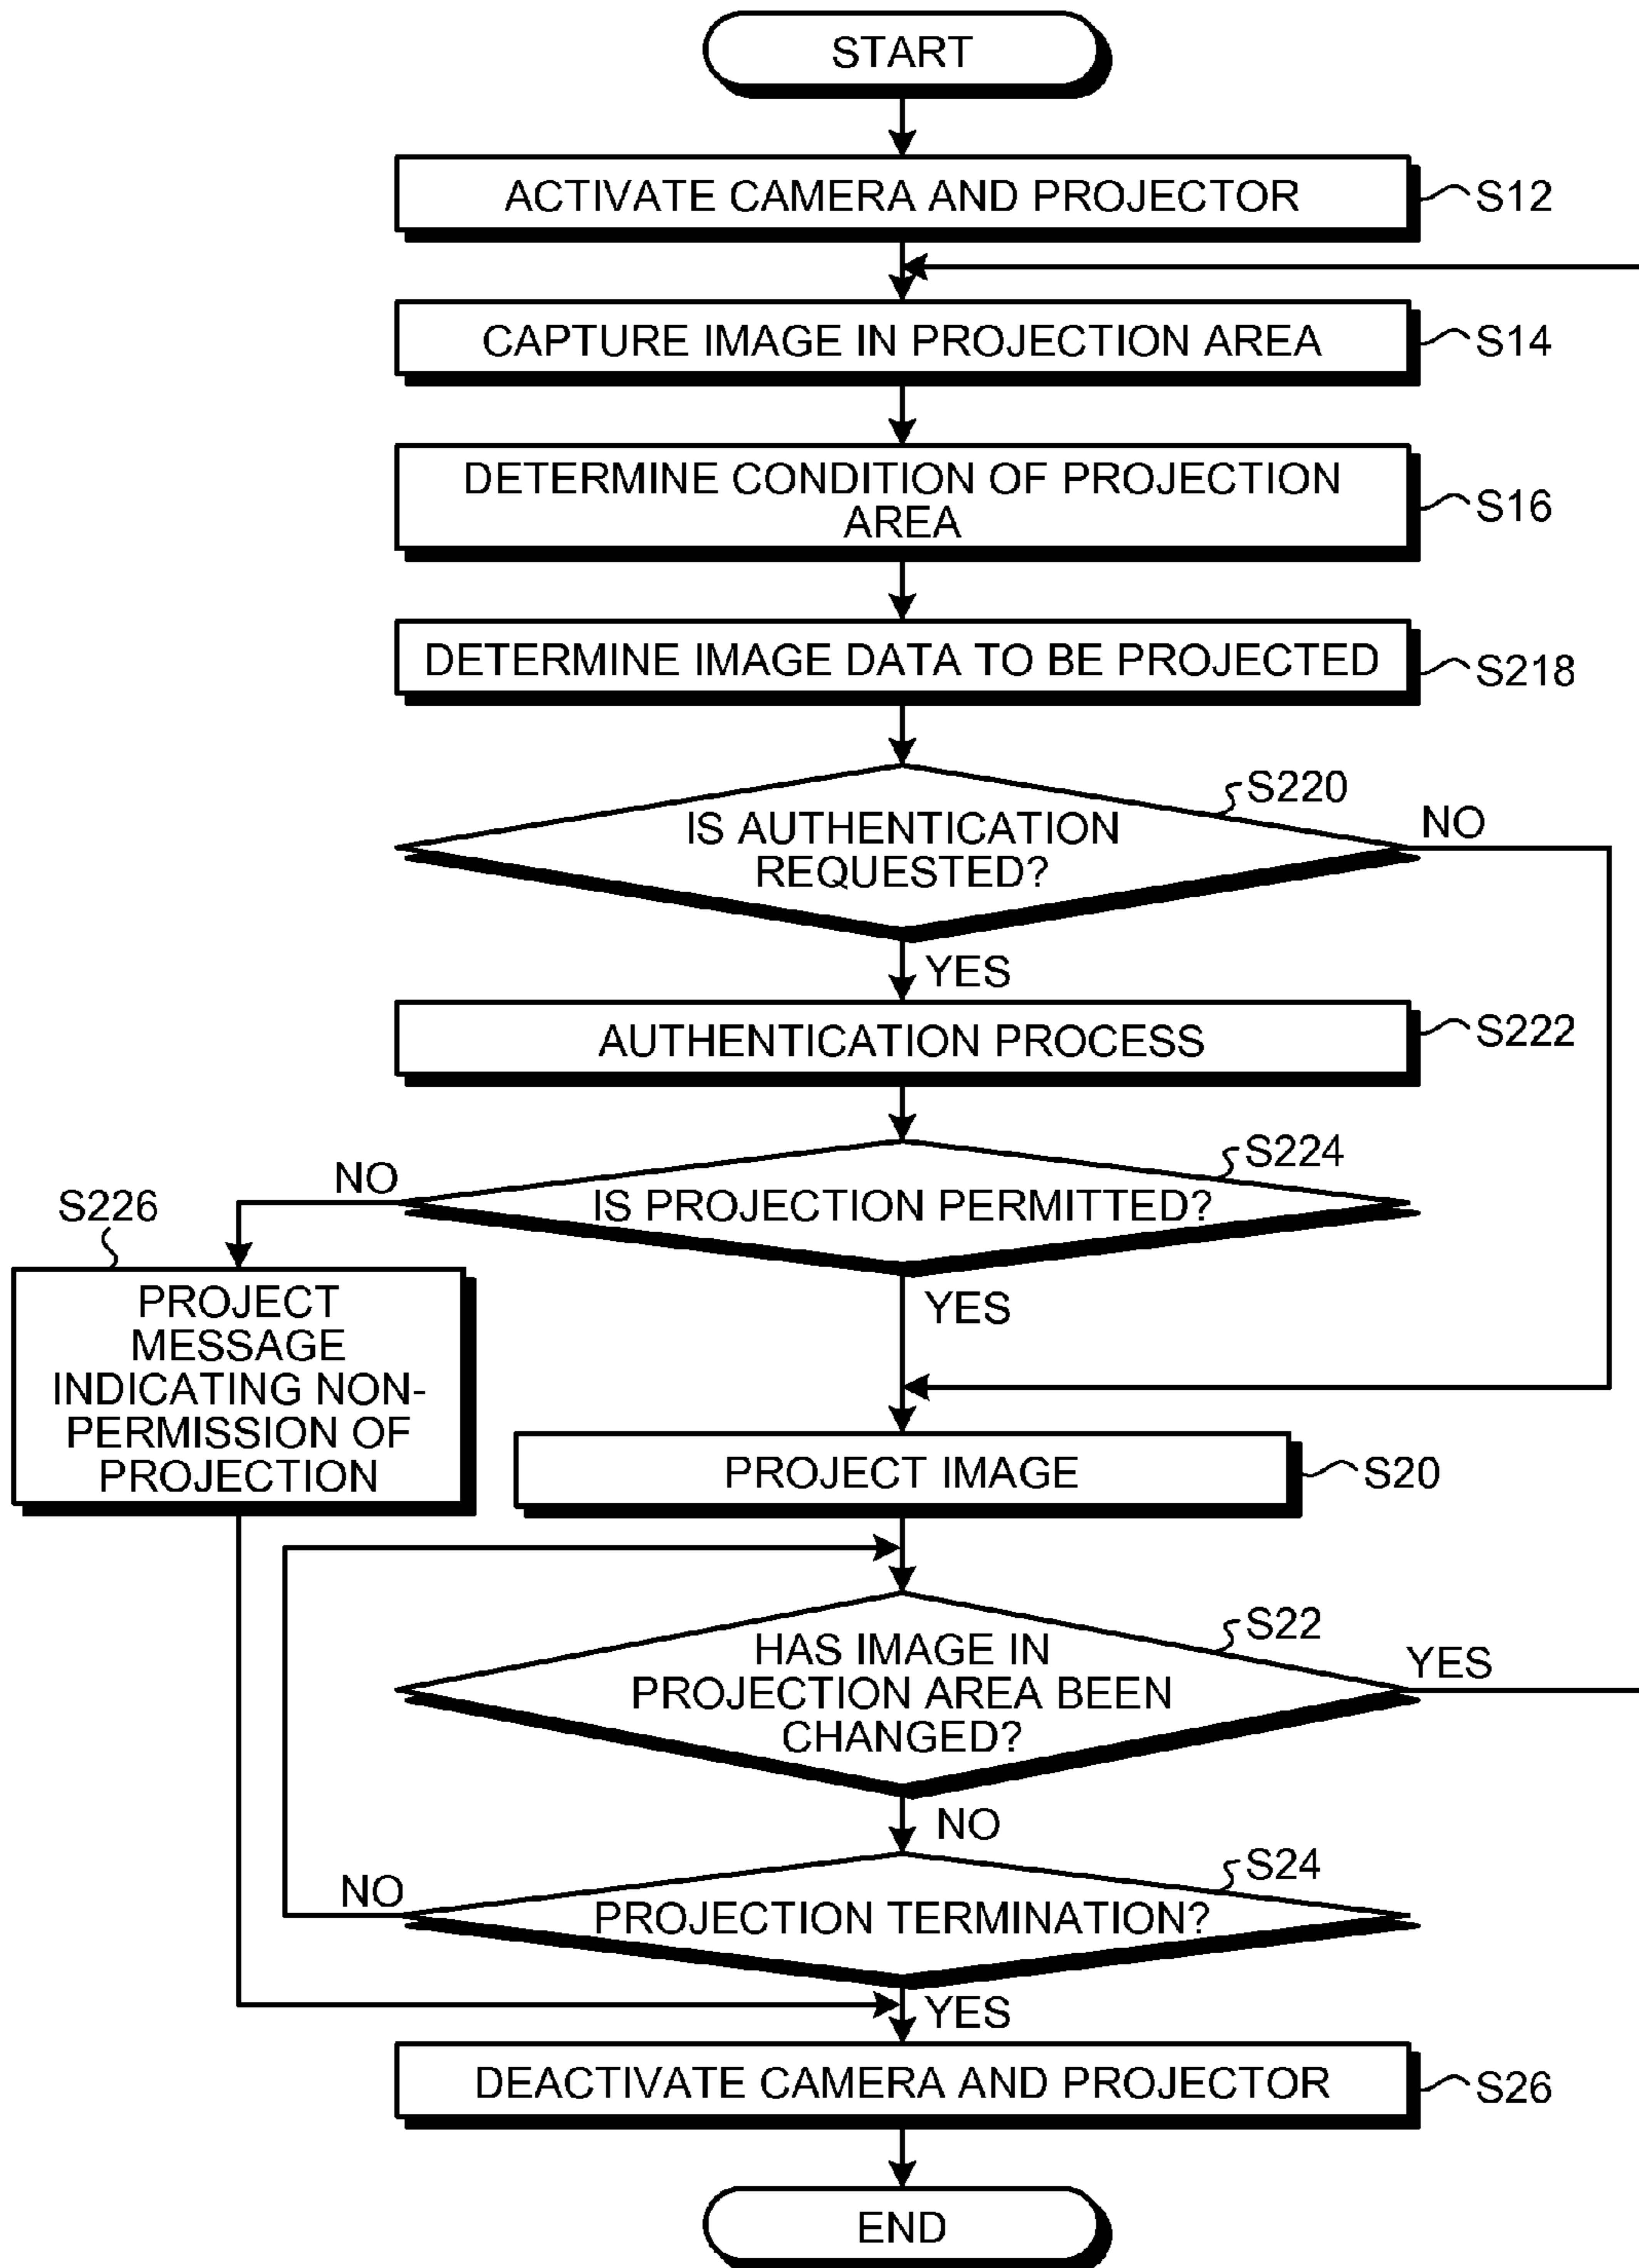 START
ACTIVATE CAMERA AND PROJECTOR
S12
CAPTURE IMAGE IN PROJECTION AREA
S14
DETERMINE CONDITION OF PROJECTION
AREA
S16
DETERMINE IMAGE DATA TO BE PROJECTED
S218
S220
IS AUTHENTICATION
REQUESTED?
NO
YES
AUTHENTICATION PROCESS
S222
S224
IS PROJECTION PERMITTED?
NO
YES
S226
PROJECT
MESSAGE
INDICATING NON-
PERMISSION OF
PROJECTION
PROJECT IMAGE
S20
S22
HAS IMAGE IN
PROJECTION AREA BEEN
CHANGED?
YES
NO
S24
PROJECTION TERMINATION?
NO
YES
DEACTIVATE CAMERA AND PROJECTOR
S26
END